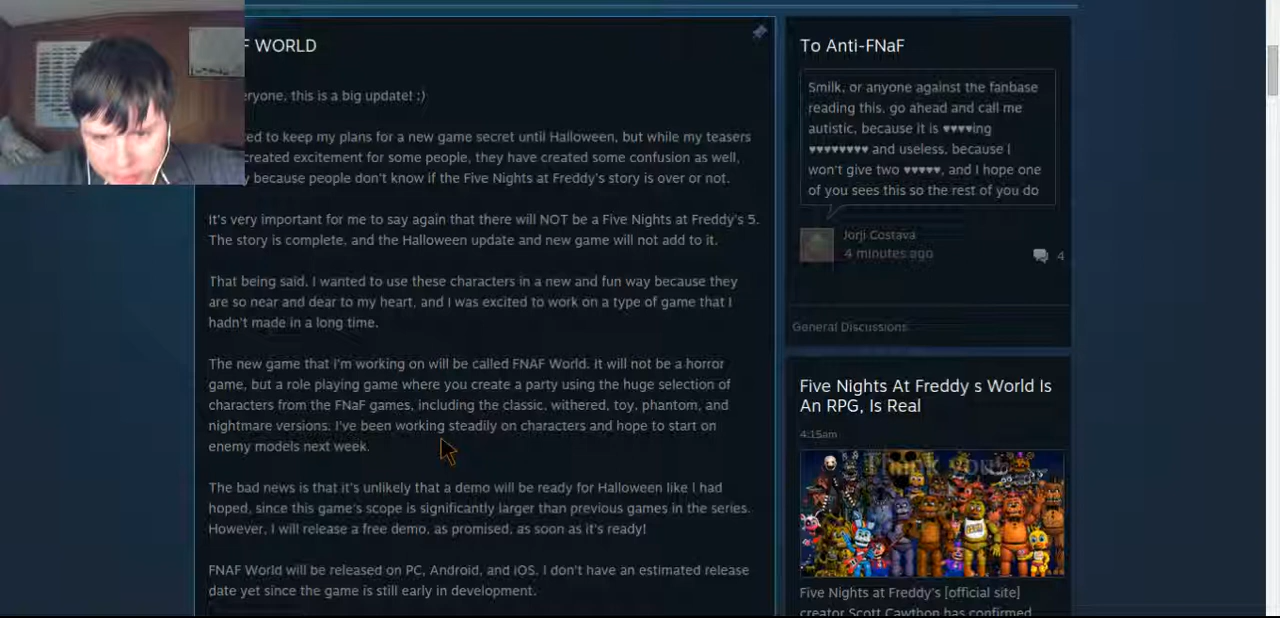 F WORLD
eryone, this is a big update! :)
ed to keep my plans for a new game secret until Halloween, but while my teasers
created excitement for some people, they have created some confusion as well,
y because people don't know if the Five Nights at Freddy's story is over or not.
It's very important for me to say again that there will NOT be a Five Nights at Freddy's 5.
The story is complete, and the Halloween update and new game will not add to it.
That being said, I wanted to use these characters in a new and fun way because they
are so near and dear to my heart, and I was excited to work on a type of game that I
hadn't made in a long time.
The new game that I'm working on will be called FNAF World. It will not be a horror
game, but a role playing game where you create a party using the huge selection of
characters from the FNaF games, including the classic, withered, toy, phantom, and
nightmare versions. I've been working steadily on characters and hope to start on
enemy models next week.
The bad news is that it's unlikely that a demo will be ready for Halloween like I had
hoped, since this game's scope is significantly larger than previous games in the series.
However, I will release a free demo, as promised, as soon as it's ready!
FNAF World will be released on PC, Android, and iOS. I don't have an estimated release
date yet since the game is still early in development.
To Anti-FNaF
Smilk, or anyone against the fanbase
reading this, go ahead and call me
autistic, because it is ♥♥♥♥ing
♥♥♥♥♥♥♥♥ and useless, because I
won't give two ♥♥♥♥♥, and I hope one
of you sees this so the rest of you do
Jorji Costava
4 minutes ago
4
General Discussions
Five Nights At Freddy s World Is
An RPG, Is Real
4:15am
Thank you!
Five Nights at Freddy's [official site]
creator Scott Cawthon has confirmed